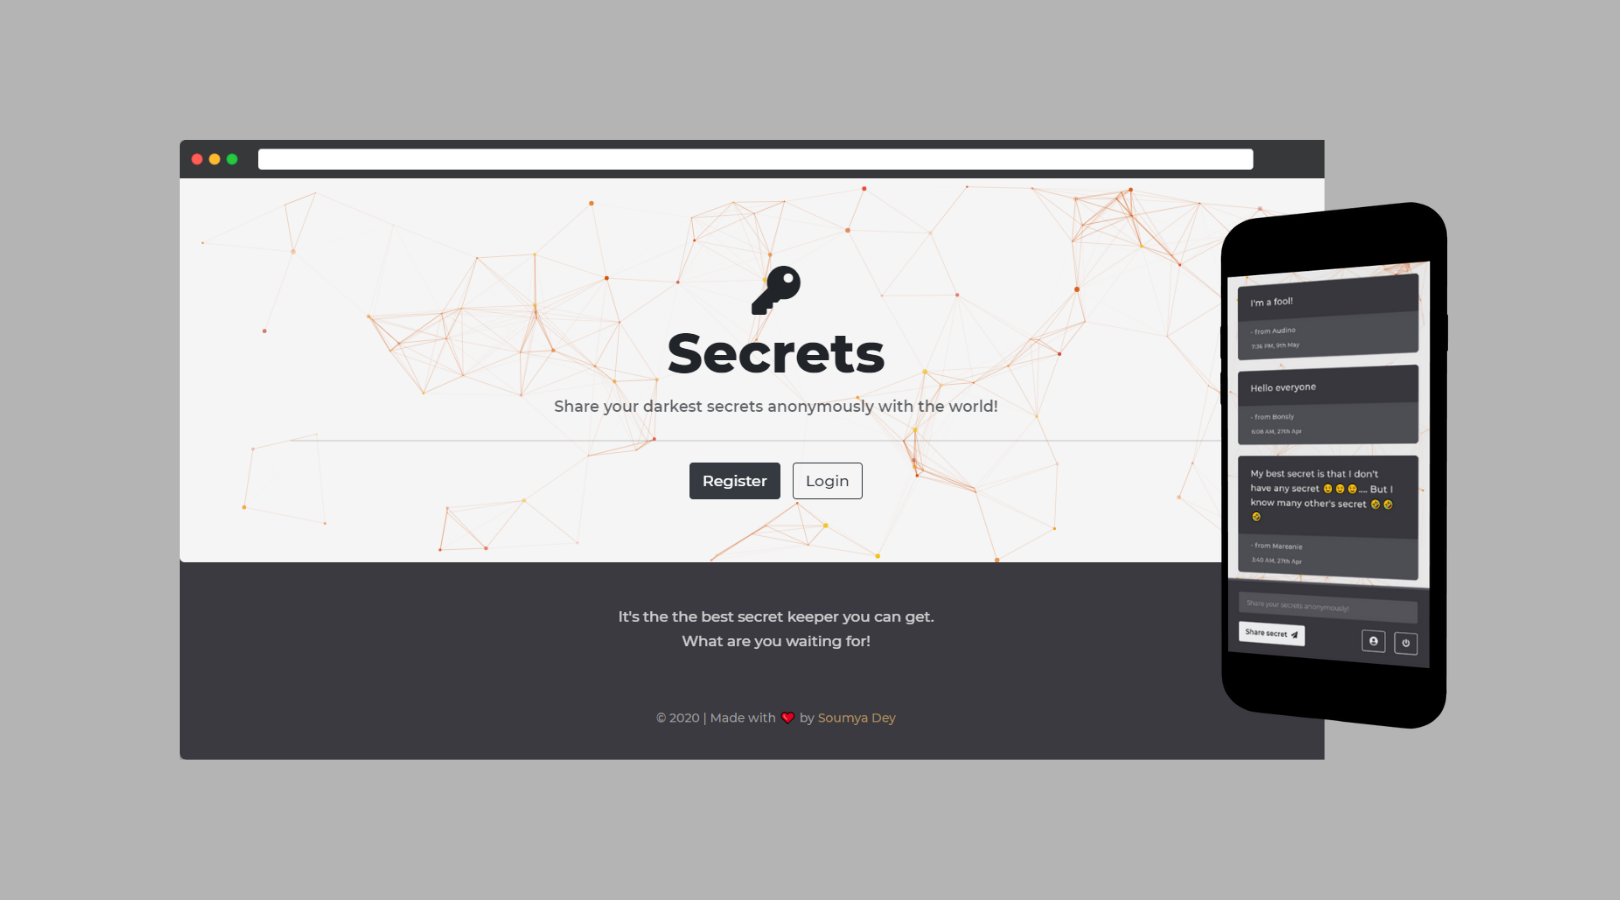 Secrets
Share your darkest secrets anonymously with the world!
Register
Login
It's the the best secret keeper you can get.
What are you waiting for!
© 2020 | Made with ❤️ by Soumya Dey
I'm a fool!
- from Audino
7:36 PM, 9th May
Hello everyone
- from Bonsly
6:08 AM, 27th Apr
My best secret is that I don't
have any secret 😌😌😌.... But I
know many other's secret 🤣🤣
🤣
- from Mareanie
3:40 AM, 27th Apr
Share your secrets anonymously!
Share secret